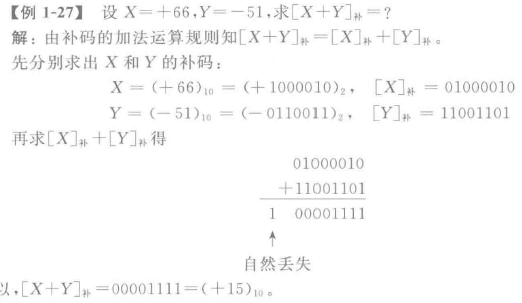 【例 1-27】 设 X=+66,Y=-51,求[X+Y]补=?
解:由补码的加法运算规则知[X+Y]补=[X]补+[Y]补。
先分别求出 X 和 Y 的补码:
X = (+66)10 = (+1000010)2, [X]补 = 01000010
Y = (-51)10 = (-0110011)2, [Y]补 = 11001101
再求[X]补+[Y]补得
01000010
+11001101
1 00001111
↑
自然丢失
以,[X+Y]补=00001111=(+15)10。